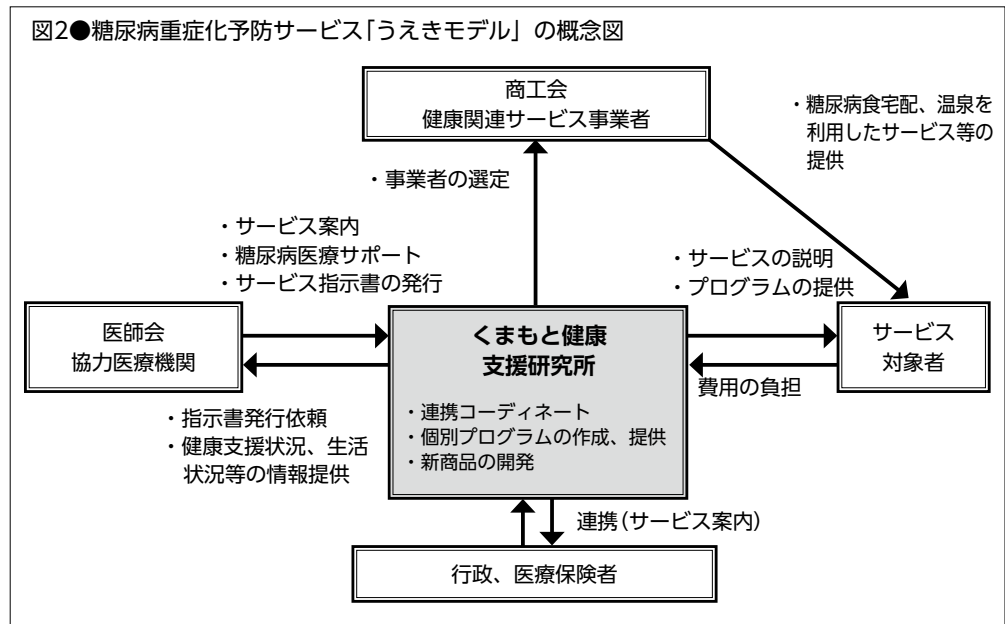 図2●糖尿病重症化予防サービス「うえきモデル」の概念図
商工会
健康関連サービス事業者
・糖尿病食宅配、温泉を
利用したサービス等の
提供
・事業者の選定
・サービス案内
・糖尿病医療サポート
・サービス指示書の発行
・サービスの説明
・プログラムの提供
医師会
協力医療機関
くまもと健康
支援研究所
・連携コーディネート
・個別プログラムの作成、提供
・新商品の開発
サービス
対象者
費用の負担
・指示書発行依頼
・健康支援状況、生活
状況等の情報提供
連携(サービス案内)
行政、医療保険者